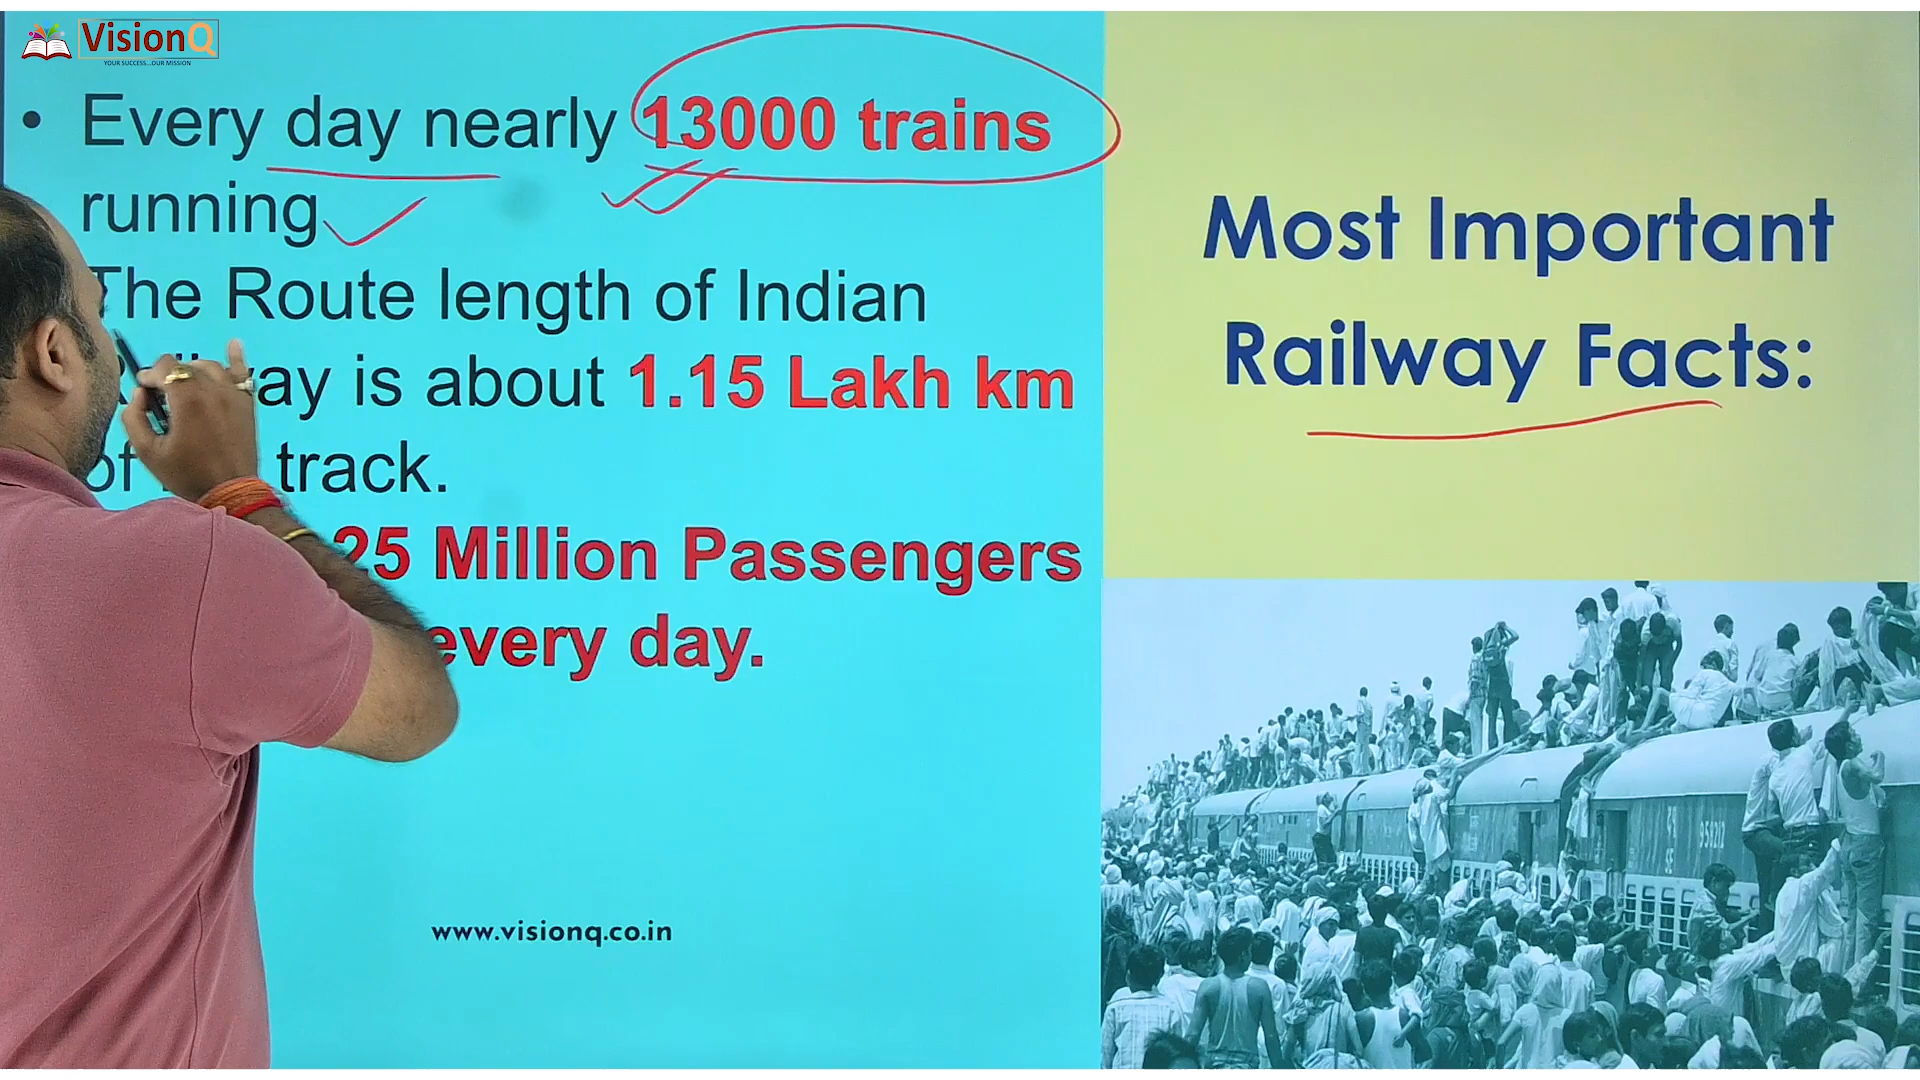 VisionQ
YOUR SUCCESS...OUR MISSION
• Every day nearly 13000 trains
running
The Route length of Indian
is about 1.15 Lakh km
of track.
25 Million Passengers
every day.
www.visionq.co.in
Most Important
Railway Facts: